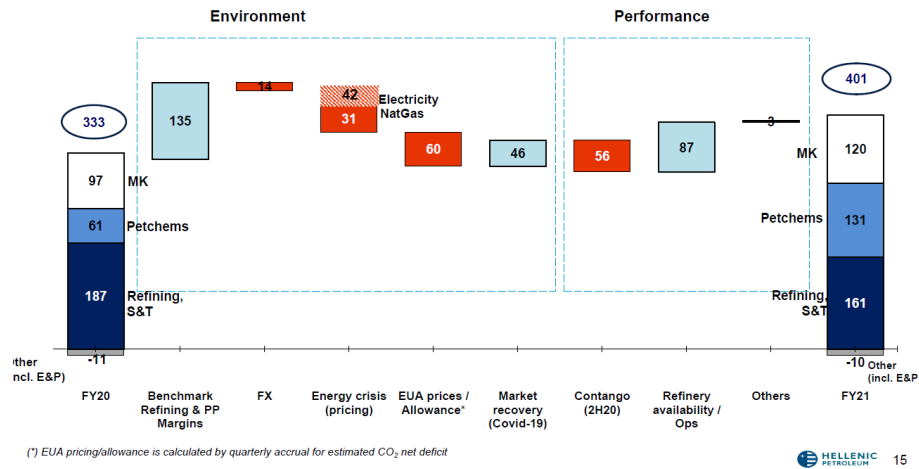 Environment
Performance
333
97
MK
61
Petchems
187
Refining,
S&T
-11
Other
(incl. E&P)
135
14
42
Electricity
NatGas
31
60
46
56
87
3
401
120
MK
131
Petchems
161
Refining,
S&T
-10
Other
(incl. E&P
FY20
Benchmark
Refining & PP
Margins
FX
Energy crisis
(pricing)
EUA prices /
Allowance*
Market
recovery
(Covid-19)
Contango
(2H20)
Refinery
availability /
Ops
Others
FY21
(*) EUA pricing/allowance is calculated by quarterly accrual for estimated CO2 net deficit
HELLENIC
PETROLEUM
15